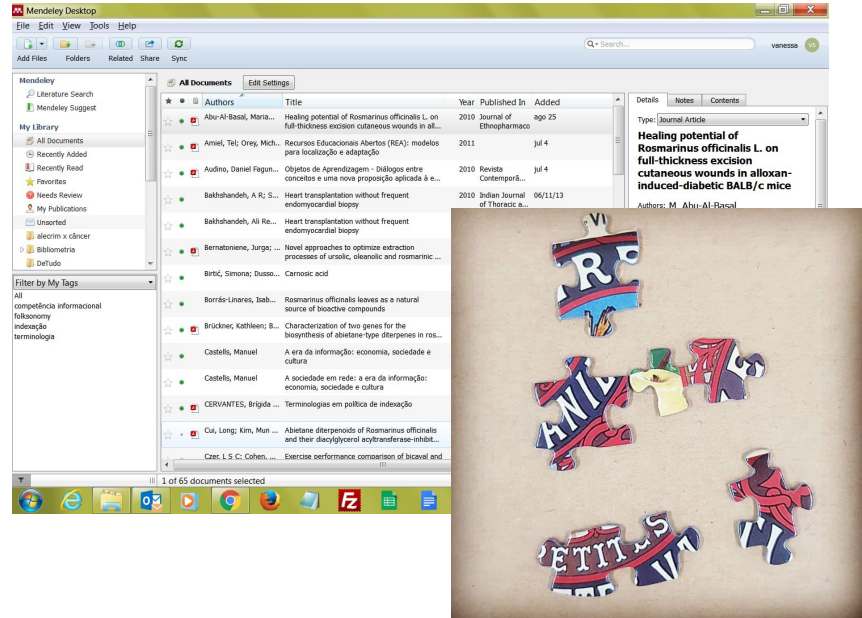 Mendeley Desktop
File Edit View Tools Help
Search...
vanessa VS
Add Files Folders Related Share Sync
Mendeley
Literature Search
Mendeley Suggest
My Library
All Documents
Recently Added
Recently Read
Favorites
Needs Review
My Publications
Unsorted
alecrim x câncer
Bibliometria
DeTudo
Filter by My Tags
All
competência informacional
folksonomy
indexação
terminologia
All Documents Edit Settings
Authors Title Year Published In Added
Abu-Al-Basal, Maria... Healing potential of Rosmarinus officinalis L. on 2010 Journal of ago 25
full-thickness excision cutaneous wounds in all... Ethnopharmaco
Amiel, Tel; Orey, Mich... Recursos Educacionais Abertos (REA): modelos 2011 jul 4
para localização e adaptação
Audino, Daniel Fagun... Objetos de Aprendizagem - Diálogos entre 2010 Revista jul 4
conceitos e uma nova proposição aplicada à e... Contemporâ...
Bakhshandeh, A R; S... Heart transplantation without frequent 2010 Indian Journal 06/11/13
endomyocardial biopsy of Thoracic a...
Bakhshandeh, Ali Re... Heart transplantation without frequent
endomyocardial biopsy
Bernatoniene, Jurga; ... Novel approaches to optimize extraction
processes of ursolic, oleanolic and rosmarinic ...
Birtić, Simona; Dusso... Carnosic acid
Borrás-Linares, Isab... Rosmarinus officinalis leaves as a natural
source of bioactive compounds
Brückner, Kathleen; B... Characterization of two genes for the
biosynthesis of abietane-type diterpenes in ros...
Castells, Manuel A era da informação: economia, sociedade e
cultura
Castells, Manuel A sociedade em rede: a era da informação:
economia, sociedade e cultura
CERVANTES, Brígida ... Terminologias em política de indexação
Cui, Long; Kim, Mun ... Abietane diterpenoids of Rosmarinus officinalis
and their diacylglycerol acyltransferase-inhibit...
Czer, L S C; Cohen, ... Exercise performance comparison of bicaval and
1 of 65 documents selected
Details Notes Contents
Type: Journal Article
Healing potential of
Rosmarinus officinalis L. on
full-thickness excision
cutaneous wounds in alloxan-
induced-diabetic BALB/c mice
Authors: M. Abu-Al-Basal
R
ANI
ETITES